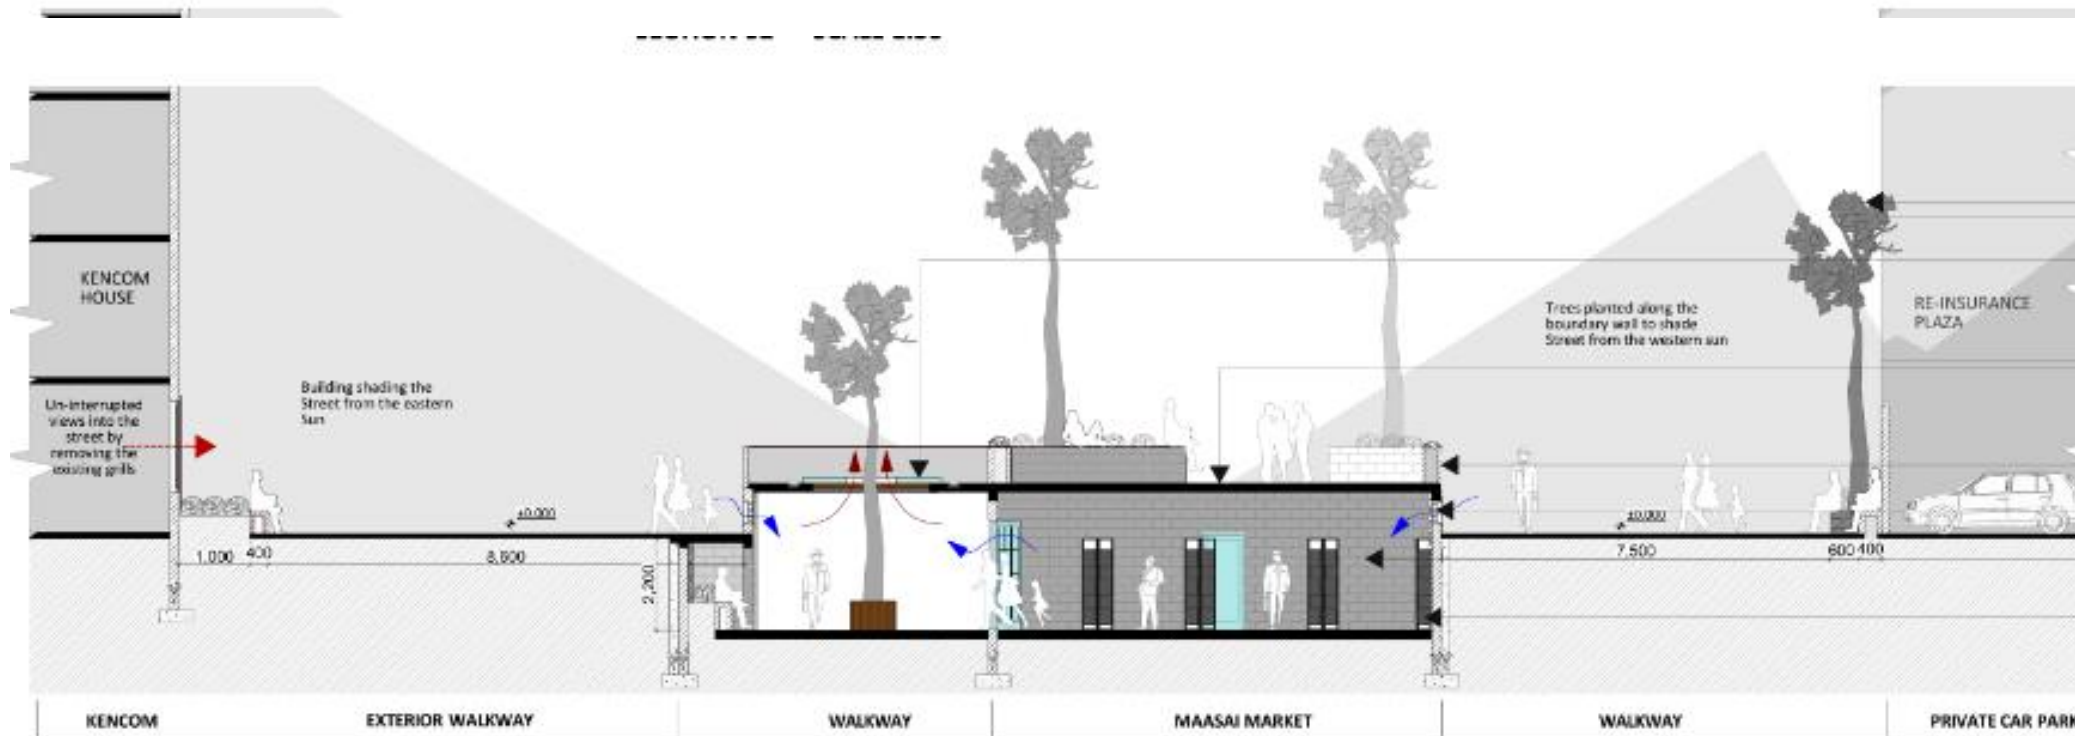 KENCOM
HOUSE
Un-interrupted
views into the
street by
removing the
existing grills
Building shading the
Street from the eastern
Sun
Trees planted along the
boundary wall to shade
Street from the western sun
RE-INSURANCE
PLAZA
±0.000
±0.000
1,000
400
8,600
2,200
7,500
600
400
KENCOM
EXTERIOR WALKWAY
WALKWAY
MAASAI MARKET
WALKWAY
PRIVATE CAR PARK